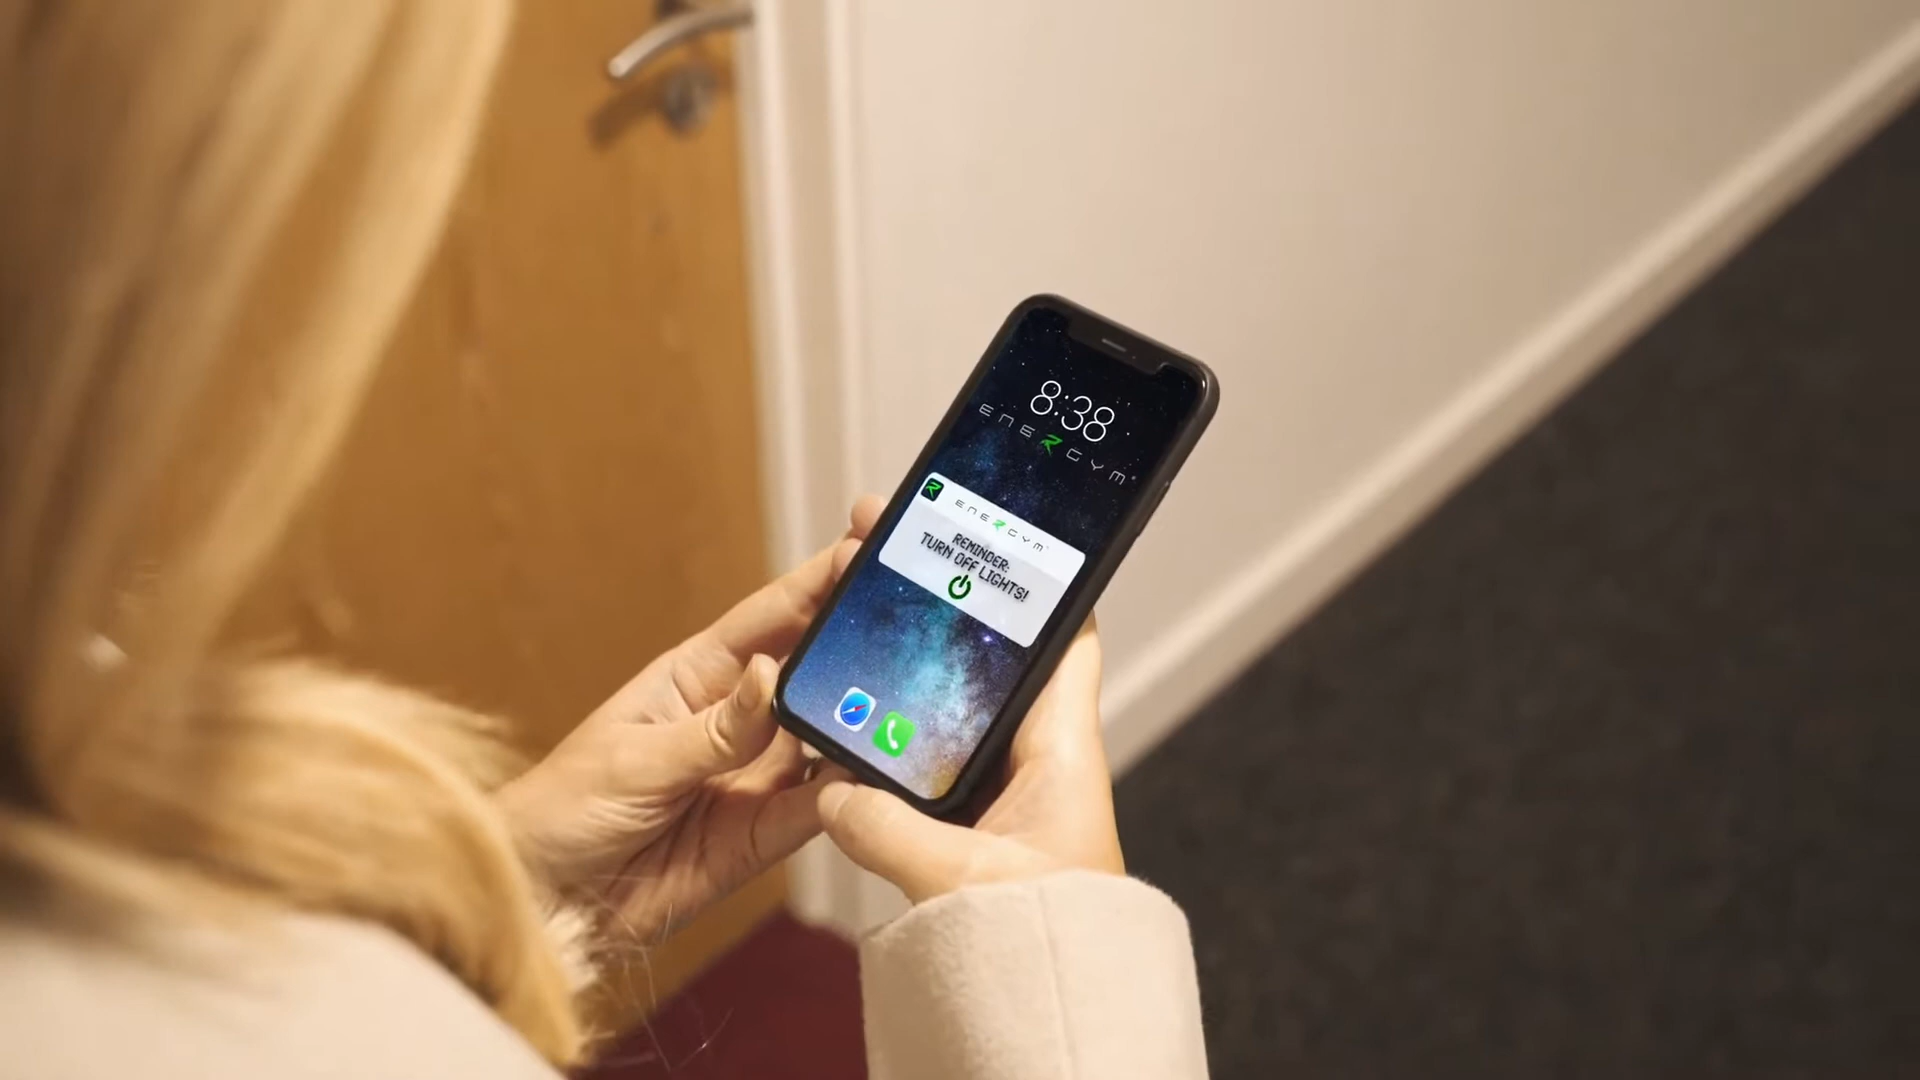 8:38
ENERGYM
ENERGYM
REMINDER:
TURN OFF LIGHTS!